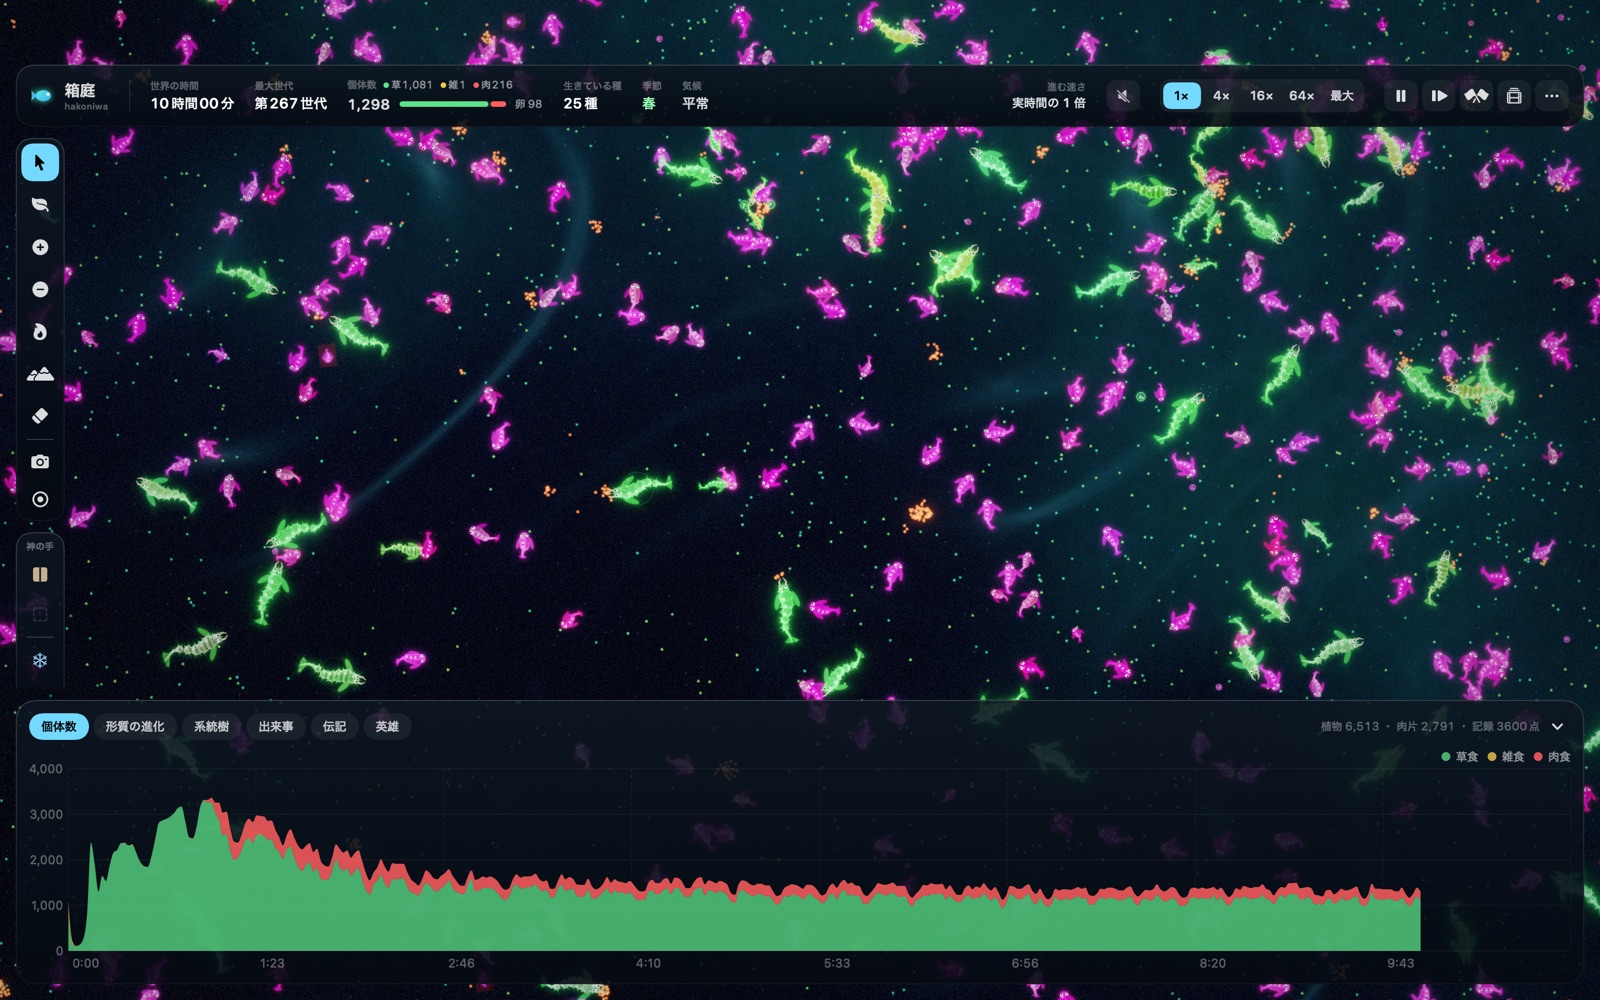 箱庭
hakoniwa
世界の時間
10時間00分
最大世代
第267世代
個体数 草1,081 雑1 肉216
1,298 卵98
生きている種
25種
季節
春
気候
平常
進む速さ
実時間の1倍
1× 4× 16× 64× 最大
神の手
個体数 形質の進化 系統樹 出来事 伝記 英雄
植物 6,513 ・ 肉片 2,791 ・ 記録 3600点
草食 雑食 肉食
4,000
3,000
2,000
1,000
0
0:00 1:23 2:46 4:10 5:33 6:56 8:20 9:43